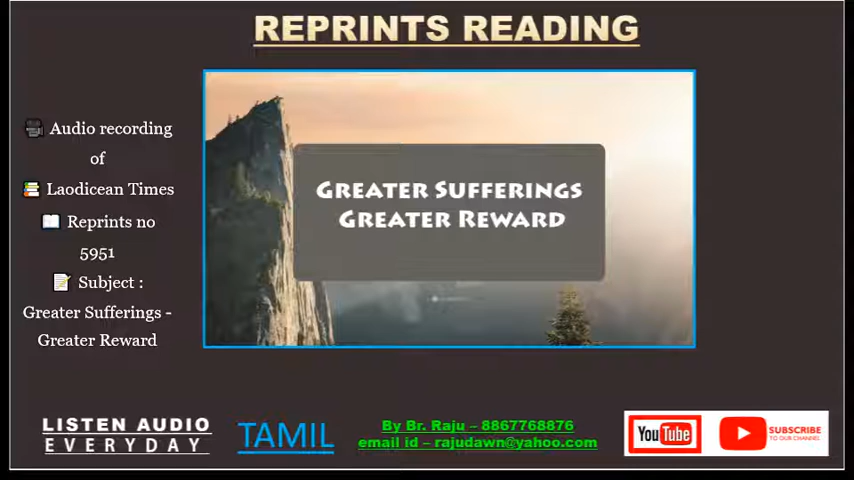 REPRINTS READING
Audio recording
of
Laodicean Times
Reprints no
5951
Subject :
Greater Sufferings -
Greater Reward
GREATER SUFFERINGS
GREATER REWARD
LISTEN AUDIO
EVERYDAY
TAMIL
By Br. Raju – 8867768876
email id – rajudawn@yahoo.com
YouTube
SUBSCRIBE
TO OUR CHANNEL